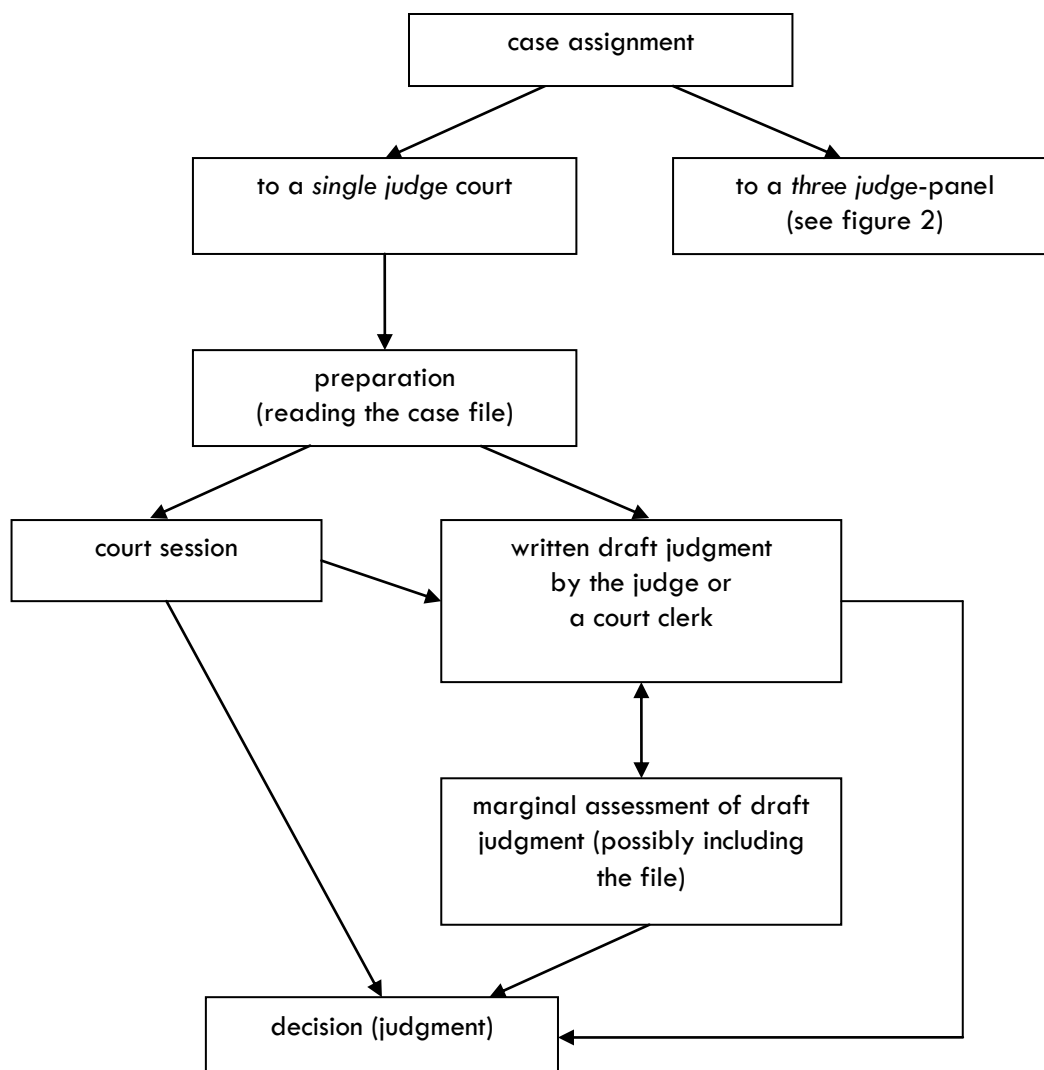 case assignment
to a single judge court
to a three judge-panel
(see figure 2)
preparation
(reading the case file)
court session
written draft judgment
by the judge or
a court clerk
marginal assessment of draft
judgment (possibly including
the file)
decision (judgment)